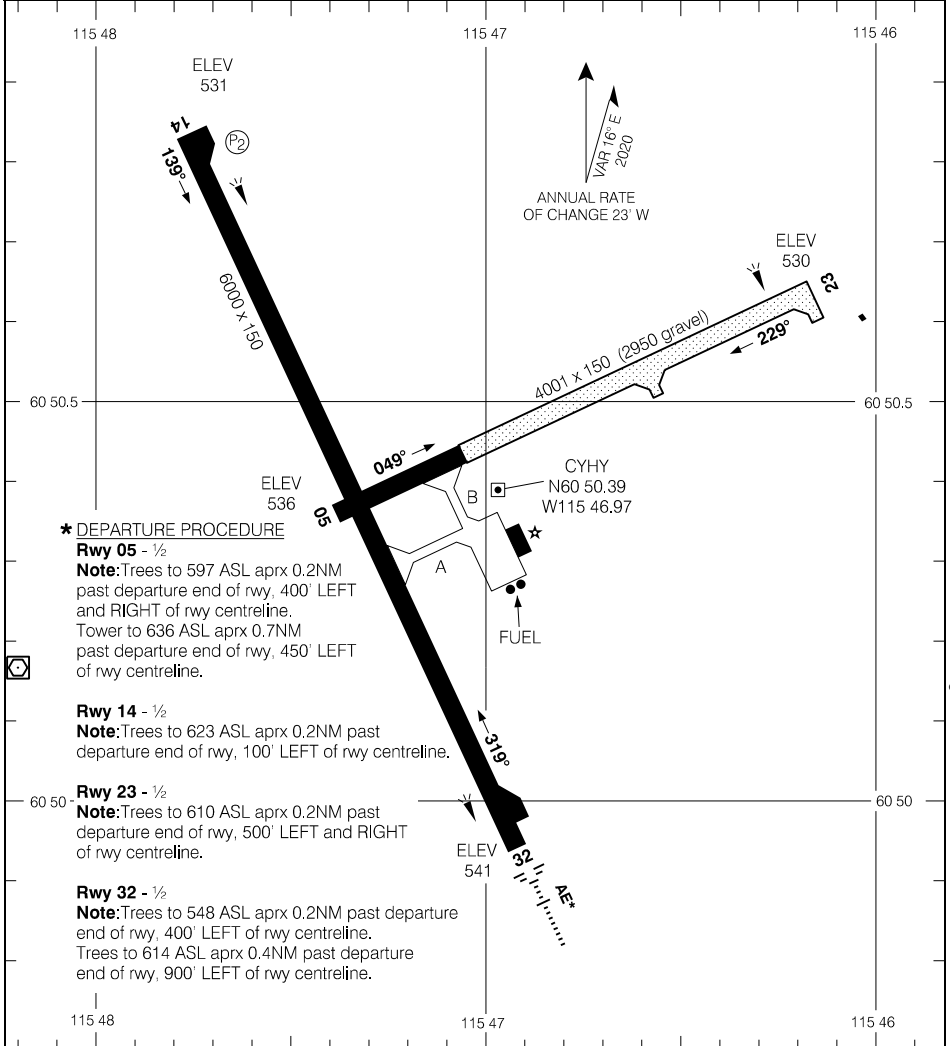 115 48
115 47
115 46
ELEV
531
14
P2
139°
VAR 16° E
2020
ANNUAL RATE
OF CHANGE 23' W
ELEV
530
23
6000 x 150
4001 x 150 (2950 gravel)
229°
60 50.5
60 50.5
049°
ELEV
536
05
CYHY
N60 50.39
W115 46.97
B
A
FUEL
* DEPARTURE PROCEDURE
Rwy 05 - ½
Note:Trees to 597 ASL aprx 0.2NM
past departure end of rwy, 400' LEFT
and RIGHT of rwy centreline.
Tower to 636 ASL aprx 0.7NM
past departure end of rwy, 450' LEFT
of rwy centreline.
Rwy 14 - ½
Note:Trees to 623 ASL aprx 0.2NM past
departure end of rwy, 100' LEFT of rwy centreline.
319°
60 50
60 50
Rwy 23 - ½
Note:Trees to 610 ASL aprx 0.2NM past
departure end of rwy, 500' LEFT and RIGHT
of rwy centreline.
ELEV
541
32
AE*
Rwy 32 - ½
Note:Trees to 548 ASL aprx 0.2NM past departure
end of rwy, 400' LEFT of rwy centreline.
Trees to 614 ASL aprx 0.4NM past departure
end of rwy, 900' LEFT of rwy centreline.
115 48
115 47
115 46